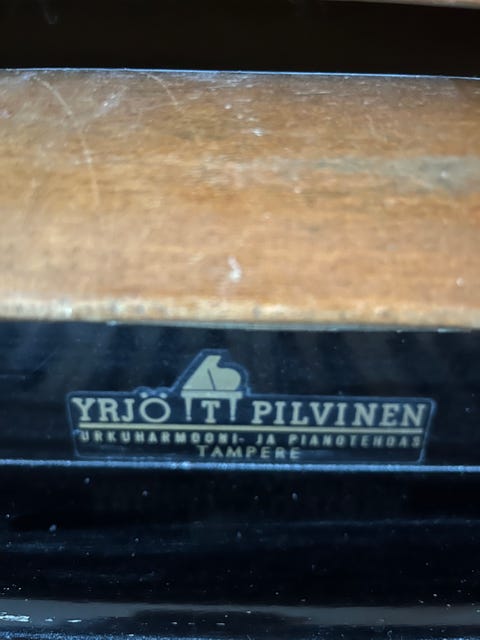 YRJÖ T PILVINEN
URKUHARMOONI- JA PIANOTEHDAS
TAMPERE